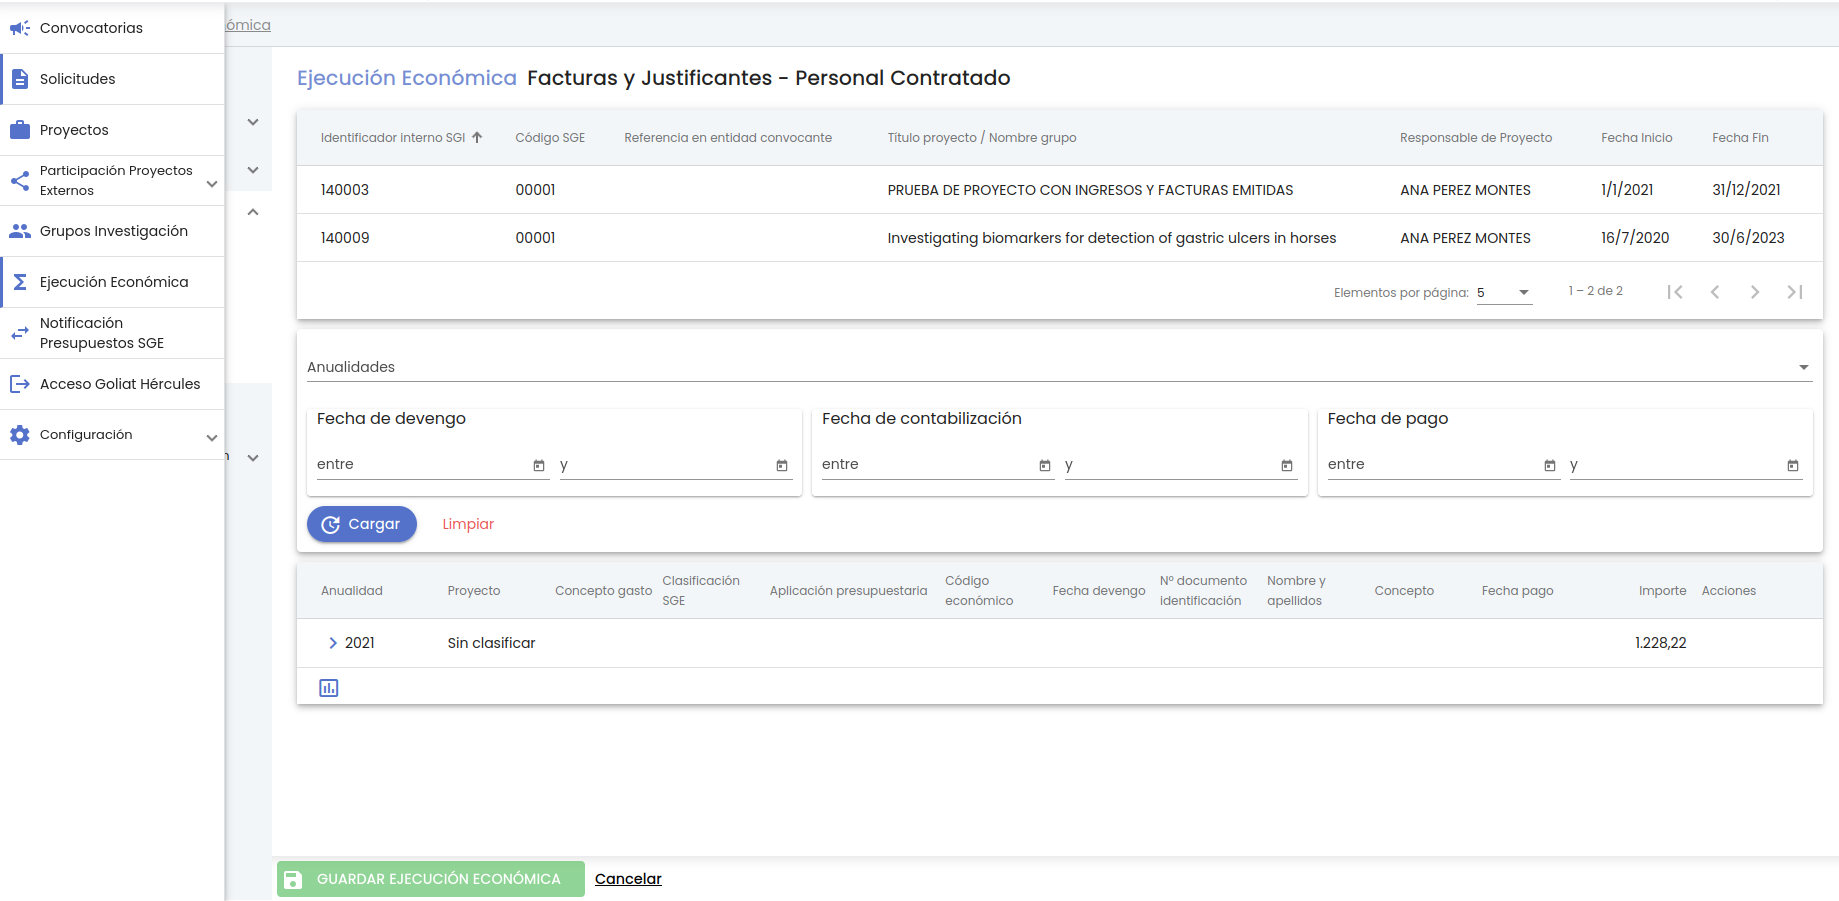 Convocatorias
Solicitudes
Proyectos
Participación Proyectos
Externos
Grupos Investigación
Ejecución Económica
Notificación
Presupuestos SGE
Acceso Goliat Hércules
Configuración
ómica
Ejecución Económica Facturas y Justificantes - Personal Contratado
Identificador interno SGI Código SGE Referencia en entidad convocante Título proyecto / Nombre grupo Responsable de Proyecto Fecha Inicio Fecha Fin
140003 00001 PRUEBA DE PROYECTO CON INGRESOS Y FACTURAS EMITIDAS ANA PEREZ MONTES 1/1/2021 31/12/2021
140009 00001 Investigating biomarkers for detection of gastric ulcers in horses ANA PEREZ MONTES 16/7/2020 30/6/2023
Elementos por página: 5 1 – 2 de 2
Anualidades
Fecha de devengo Fecha de contabilización Fecha de pago
entre y entre y entre y
Cargar Limpiar
Anualidad Proyecto Concepto gasto Clasificación SGE Aplicación presupuestaria Código económico Fecha devengo Nº documento identificación Nombre y apellidos Concepto Fecha pago Importe Acciones
2021 Sin clasificar 1.228,22
GUARDAR EJECUCIÓN ECONÓMICA Cancelar